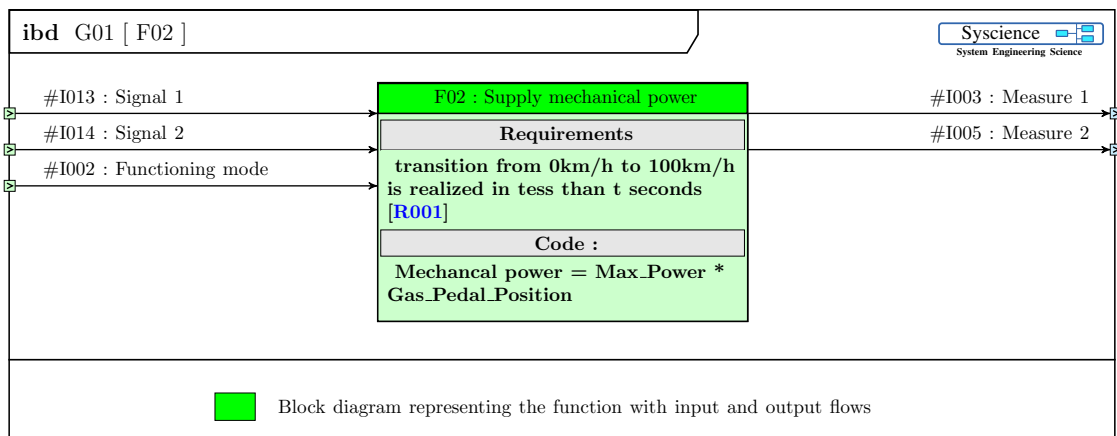 ibd G01 [ F02 ]
Syscience
System Engineering Science
#I013 : Signal 1
F02 : Supply mechanical power
#I003 : Measure 1
#I014 : Signal 2
Requirements
#I005 : Measure 2
#I002 : Functioning mode
transition from 0km/h to 100km/h
is realized in tess than t seconds
[R001]
Code :
Mechancal power = Max_Power *
Gas_Pedal_Position
Block diagram representing the function with input and output flows